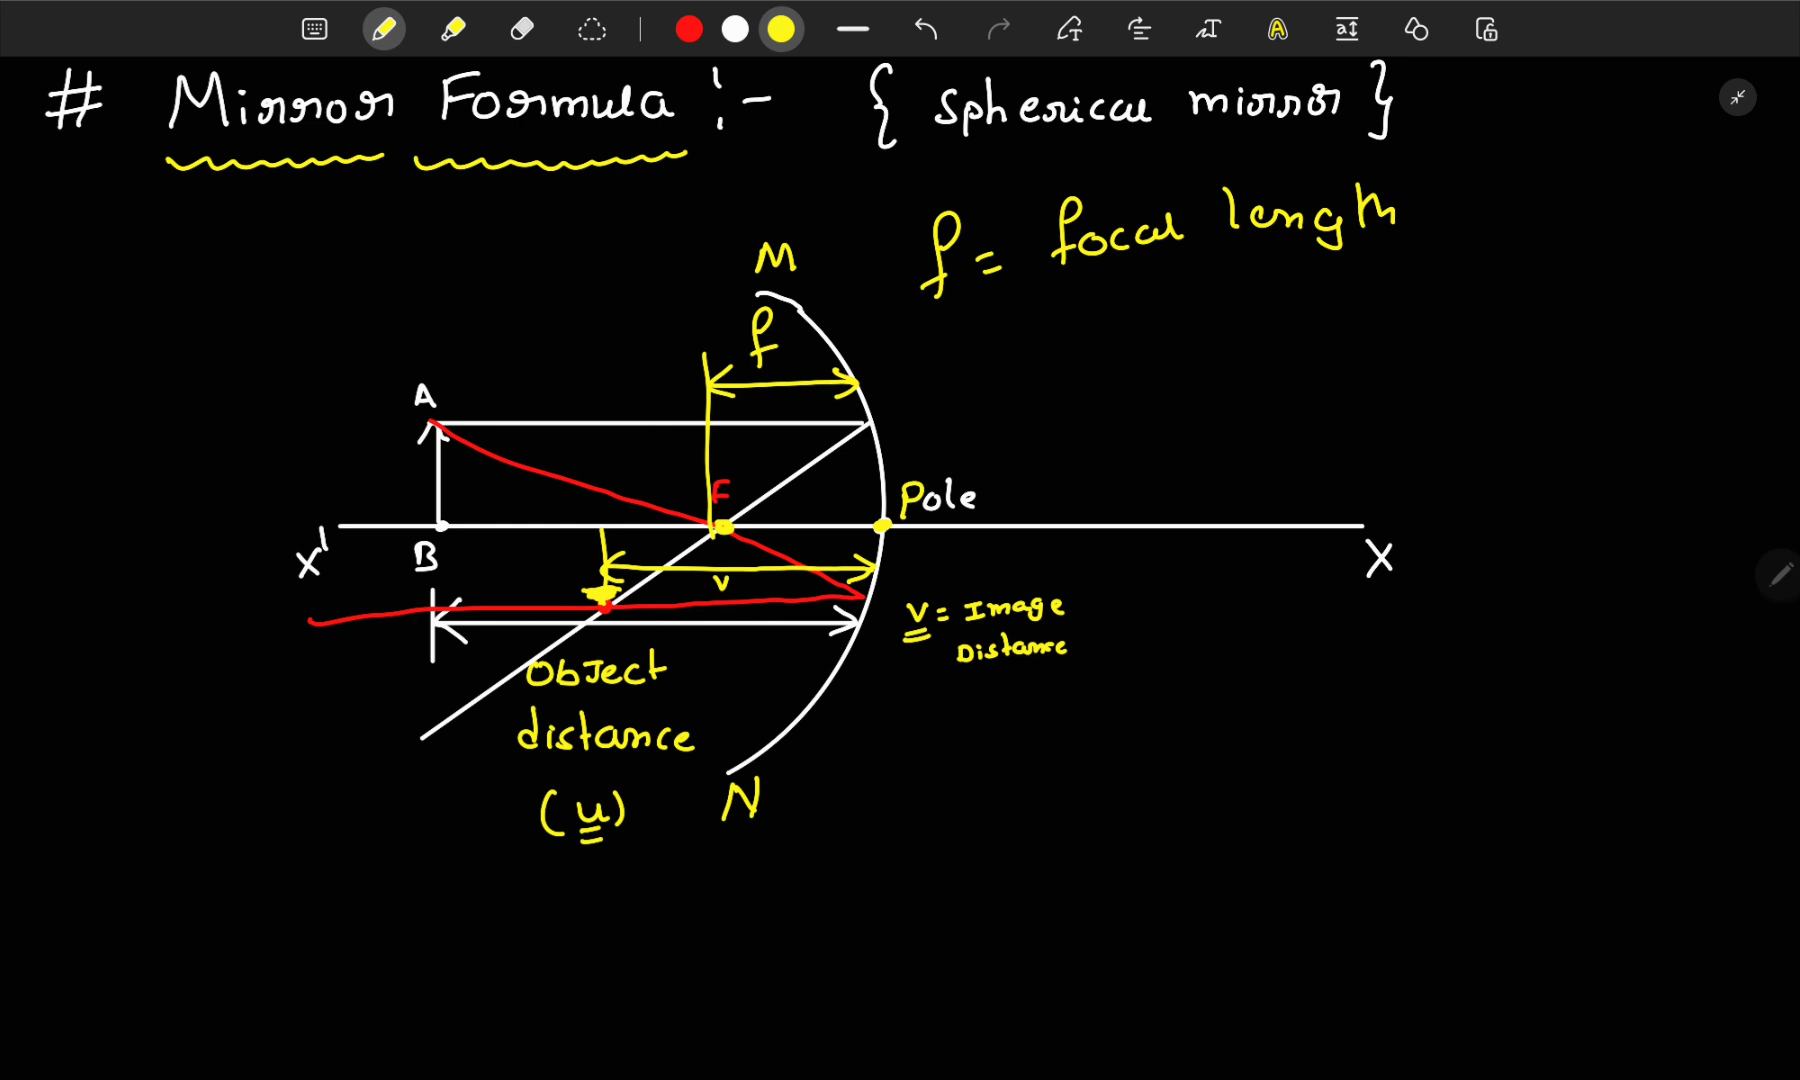 # Mirror Formula :- { Spherical mirror }
f = focal length
M
f
A
F
Pole
X'
B
X
v
v = Image
Distance
Object
distance
(u)
N